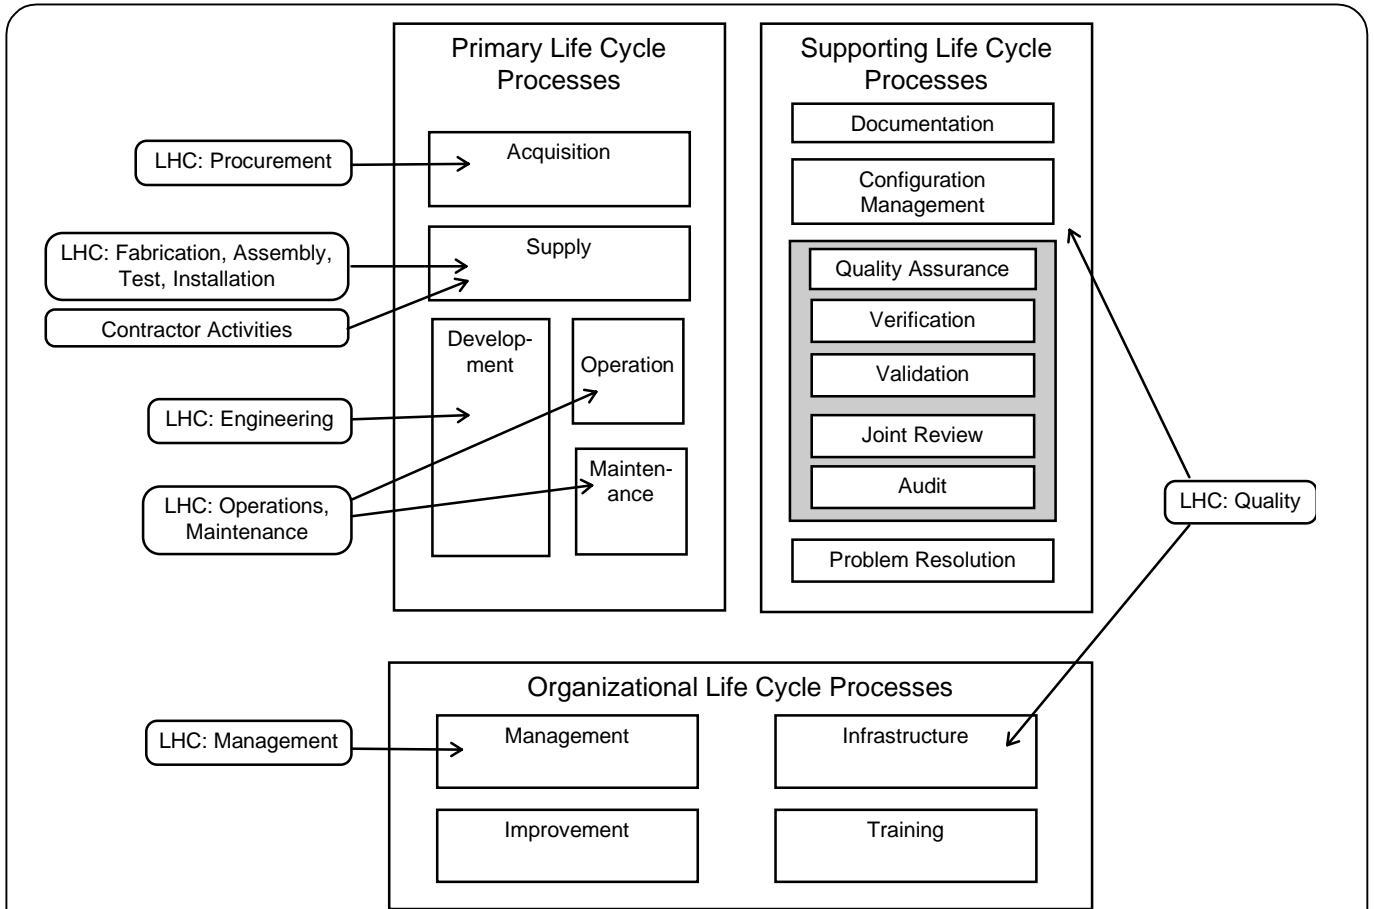 Primary Life Cycle
Processes
Supporting Life Cycle
Processes
Documentation
LHC: Procurement
Acquisition
Configuration
Management
LHC: Fabrication, Assembly,
Test, Installation
Supply
Quality Assurance
Contractor Activities
Verification
Develop-
ment
Operation
Validation
LHC: Engineering
Joint Review
Mainten-
ance
Audit
LHC: Operations,
Maintenance
LHC: Quality
Problem Resolution
Organizational Life Cycle Processes
LHC: Management
Management
Infrastructure
Improvement
Training